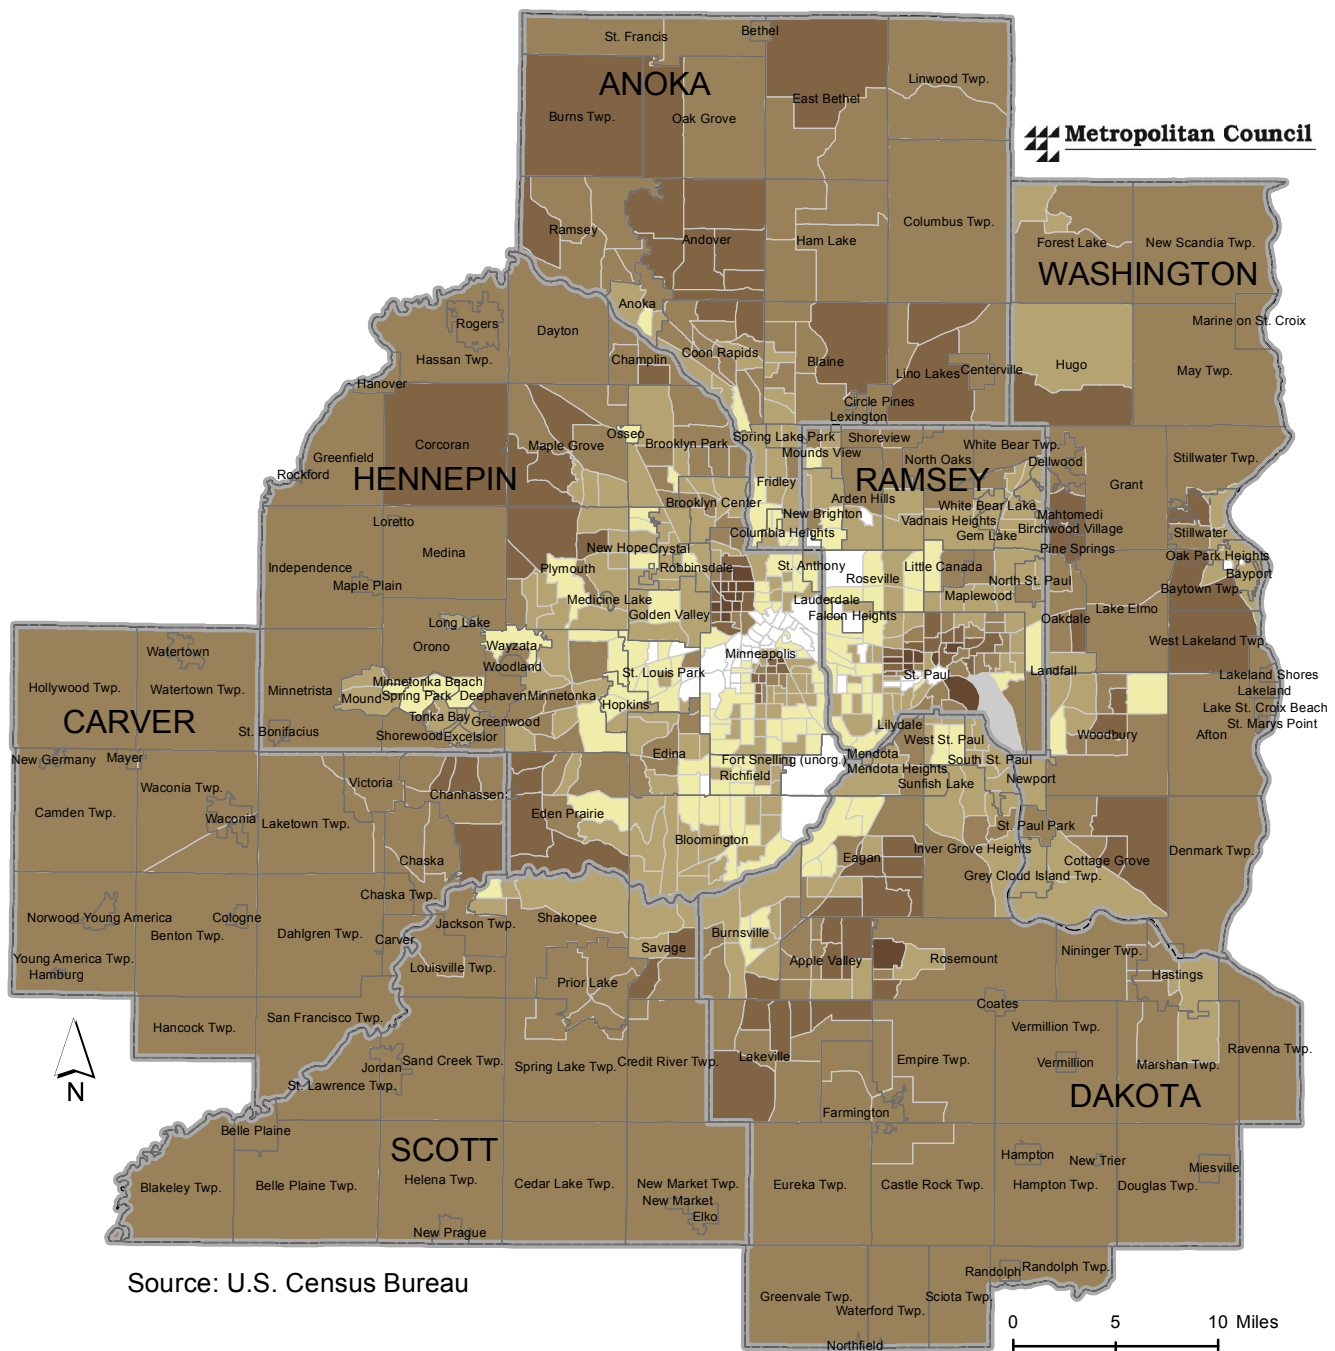 St. Francis
Bethel
ANOKA
Linwood Twp.
East Bethel
Burns Twp.
Oak Grove
Metropolitan Council
Ramsey
Andover
Ham Lake
Columbus Twp.
Forest Lake
New Scandia Twp.
WASHINGTON
Anoka
Rogers
Dayton
Marine on St. Croix
Hassan Twp.
Champlin
Coon Rapids
Blaine
Lino Lakes
Centerville
Hugo
May Twp.
Hanover
Circle Pines
Lexington
Corcoran
Maple Grove
Osseo
Brooklyn Park
Spring Lake Park
Mounds View
Shoreview
White Bear Twp.
Greenfield
North Oaks
Dellwood
Stillwater Twp.
Rockford
HENNEPIN
Fridley
RAMSEY
Grant
Brooklyn Center
Arden Hills
White Bear Lake
Loretto
New Brighton
Vadnais Heights
Mahtomedi
Birchwood Village
Columbia Heights
Gem Lake
Stillwater
Medina
New Hope
Crystal
Pine Springs
Oak Park Heights
Independence
Plymouth
Robbinsdale
St. Anthony
Roseville
Little Canada
North St. Paul
Bayport
Maple Plain
Medicine Lake
Lauderdale
Maplewood
Baytown Twp.
Golden Valley
Falcon Heights
Lake Elmo
Long Lake
Oakdale
Orono
Wayzata
West Lakeland Twp.
Watertown
Woodland
Minneapolis
St. Louis Park
St. Paul
Landfall
Lakeland Shores
Hollywood Twp.
Watertown Twp.
Minnetrista
Minnetonka Beach
Mound
Spring Park
Deephaven
Minnetonka
Lakeland
Hopkins
Lake St. Croix Beach
CARVER
Tonka Bay
Greenwood
Lilydale
St. Marys Point
St. Bonifacius
Shorewood
Excelsior
West St. Paul
Woodbury
Afton
New Germany
Mayer
Edina
Fort Snelling (unorg.)
Mendota
South St. Paul
Richfield
Mendota Heights
Newport
Waconia Twp.
Victoria
Chanhassen
Sunfish Lake
Camden Twp.
Waconia
Laketown Twp.
Eden Prairie
St. Paul Park
Bloomington
Inver Grove Heights
Denmark Twp.
Chaska
Eagan
Cottage Grove
Grey Cloud Island Twp.
Chaska Twp.
Norwood Young America
Cologne
Jackson Twp.
Shakopee
Benton Twp.
Dahlgren Twp.
Carver
Burnsville
Savage
Nininger Twp.
Young America Twp.
Louisville Twp.
Apple Valley
Rosemount
Hamburg
Prior Lake
Hastings
Coates
Hancock Twp.
San Francisco Twp.
Vermillion Twp.
Ravenna Twp.
Sand Creek Twp.
Spring Lake Twp.
Credit River Twp.
Lakeville
Empire Twp.
Vermillion
Marshan Twp.
Jordan
N
St. Lawrence Twp.
DAKOTA
Farmington
Belle Plaine
SCOTT
Hampton
New Trier
Miesville
Blakeley Twp.
Belle Plaine Twp.
Helena Twp.
Cedar Lake Twp.
New Market Twp.
Eureka Twp.
Castle Rock Twp.
Hampton Twp.
Douglas Twp.
New Market
Elko
New Prague
Source: U.S. Census Bureau
Randolph
Randolph Twp.
Greenvale Twp.
Sciota Twp.
Waterford Twp.
0 5 10 Miles
Northfield